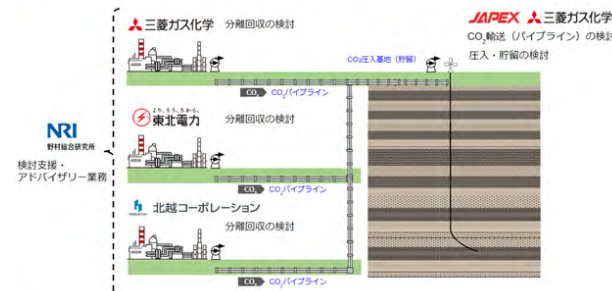 三菱ガス化学 分離回収の検討
JAPEX 三菱ガス化学
CO₂輸送（パイプライン）の検討
圧入・貯留の検討
CO₂圧入基地（貯留）
CO₂ CO₂パイプライン
より、そう、ちから。
東北電力 分離回収の検討
NRI
野村総合研究所
検討支援・
アドバイザリー業務
CO₂ CO₂パイプライン
北越コーポレーション
分離回収の検討
CO₂ CO₂パイプライン